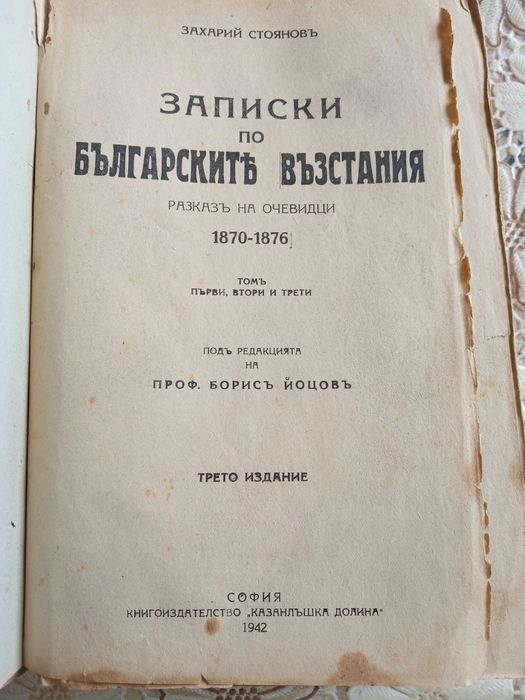 ЗАХАРИЙ СТОЯНОВЪ
ЗАПИСКИ
ПО
БЪЛГАРСКИТѢ ВЪЗСТАНИЯ
РАЗКАЗЪ НА ОЧЕВИДЦИ
1870-1876
ТОМЪ
ПЪРВИ, ВТОРИ И ТРЕТИ
ПОДЪ РЕДАКЦИЯТА
НА
ПРОФ. БОРИСЪ ЙОЦОВЪ
ТРЕТО ИЗДАНИЕ
СОФИЯ
КНИГОИЗДАТЕЛСТВО „КАЗАНЛЪШКА ДОЛИНА"
1942